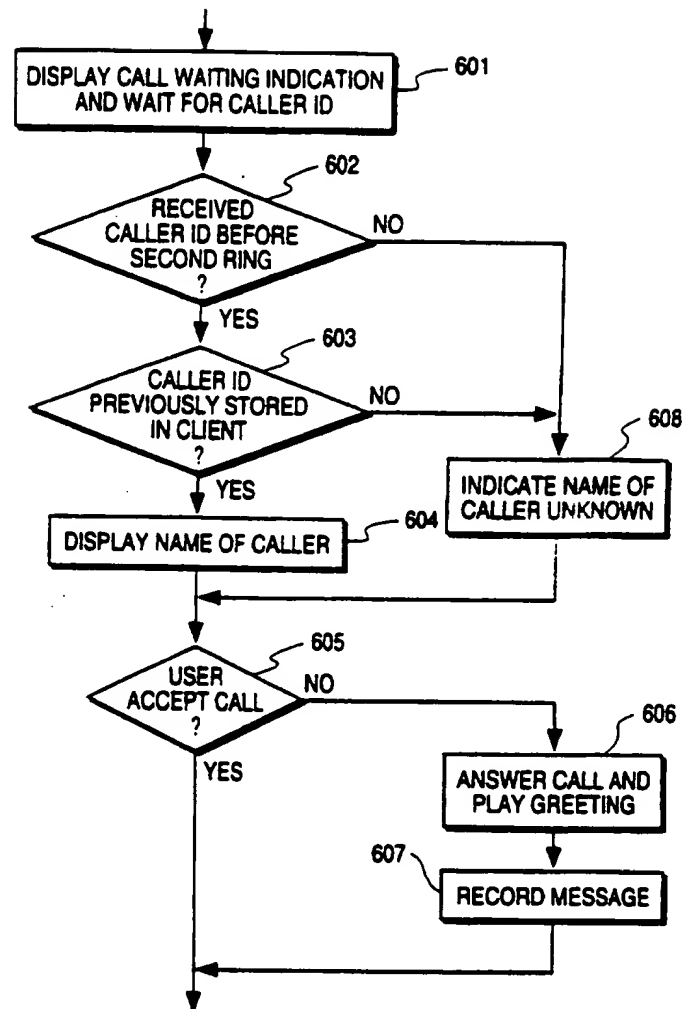 DISPLAY CALL WAITING INDICATION
AND WAIT FOR CALLER ID
601
602
RECEIVED
CALLER ID BEFORE
SECOND RING
?
NO
YES
603
CALLER ID
PREVIOUSLY STORED
IN CLIENT
?
NO
YES
608
INDICATE NAME OF
CALLER UNKNOWN
604
DISPLAY NAME OF CALLER
605
USER
ACCEPT CALL
?
NO
YES
606
ANSWER CALL AND
PLAY GREETING
607
RECORD MESSAGE